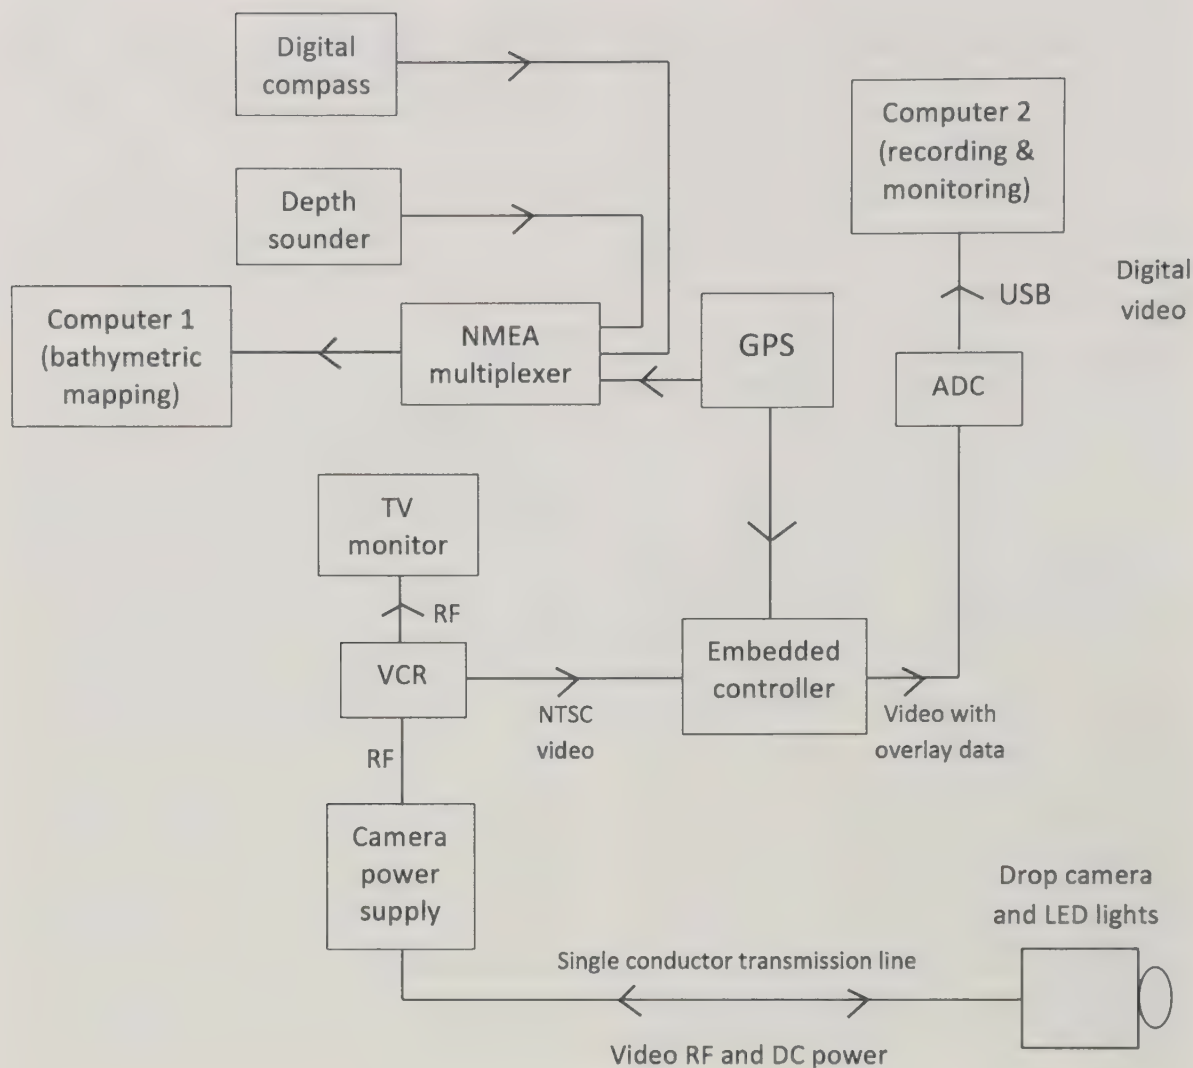 Digital
compass
Computer 2
(recording &
monitoring)
Depth
sounder
Digital
video
USB
Computer 1
(bathymetric
mapping)
NMEA
multiplexer
GPS
ADC
TV
monitor
RF
VCR
NTSC
video
Embedded
controller
Video with
overlay data
RF
Camera
power
supply
Drop camera
and LED lights
Single conductor transmission line
Video RF and DC power